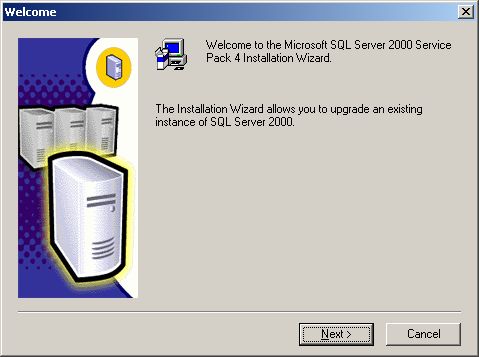 Welcome
Welcome to the Microsoft SQL Server 2000 Service
Pack 4 Installation Wizard.
The Installation Wizard allows you to upgrade an existing
instance of SQL Server 2000.
Next >
Cancel